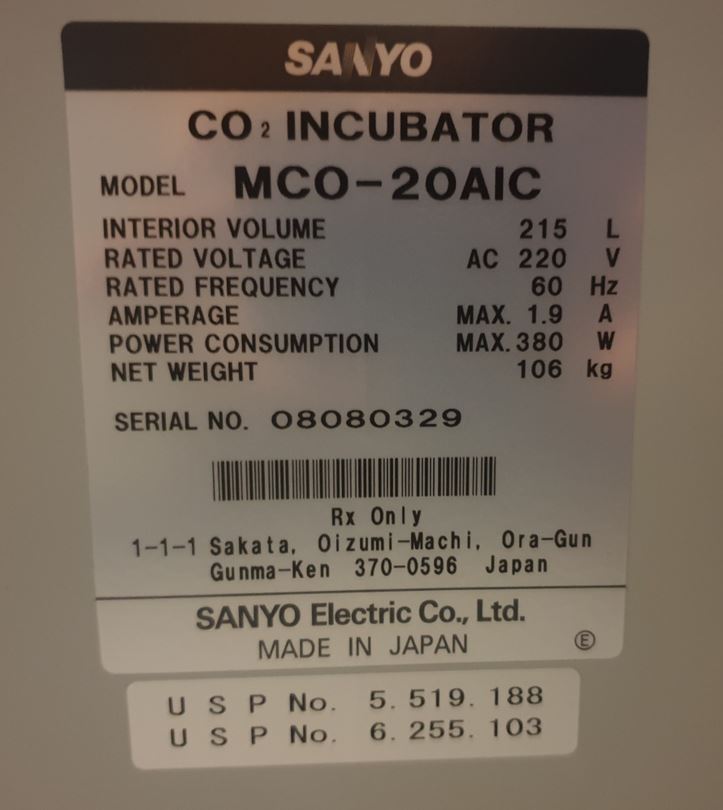 SANYO
CO2 INCUBATOR
MODEL MCO-20AIC
INTERIOR VOLUME 215 L
RATED VOLTAGE AC 220 V
RATED FREQUENCY 60 Hz
AMPERAGE MAX. 1.9 A
POWER CONSUMPTION MAX. 380 W
NET WEIGHT 106 kg
SERIAL NO. 08080329
Rx Only
1-1-1 Sakata, Oizumi-Machi, Ora-Gun
Gunma-Ken 370-0596 Japan
SANYO Electric Co., Ltd.
MADE IN JAPAN Ⓔ
U S P No. 5. 519. 188
U S P No. 6. 255. 103